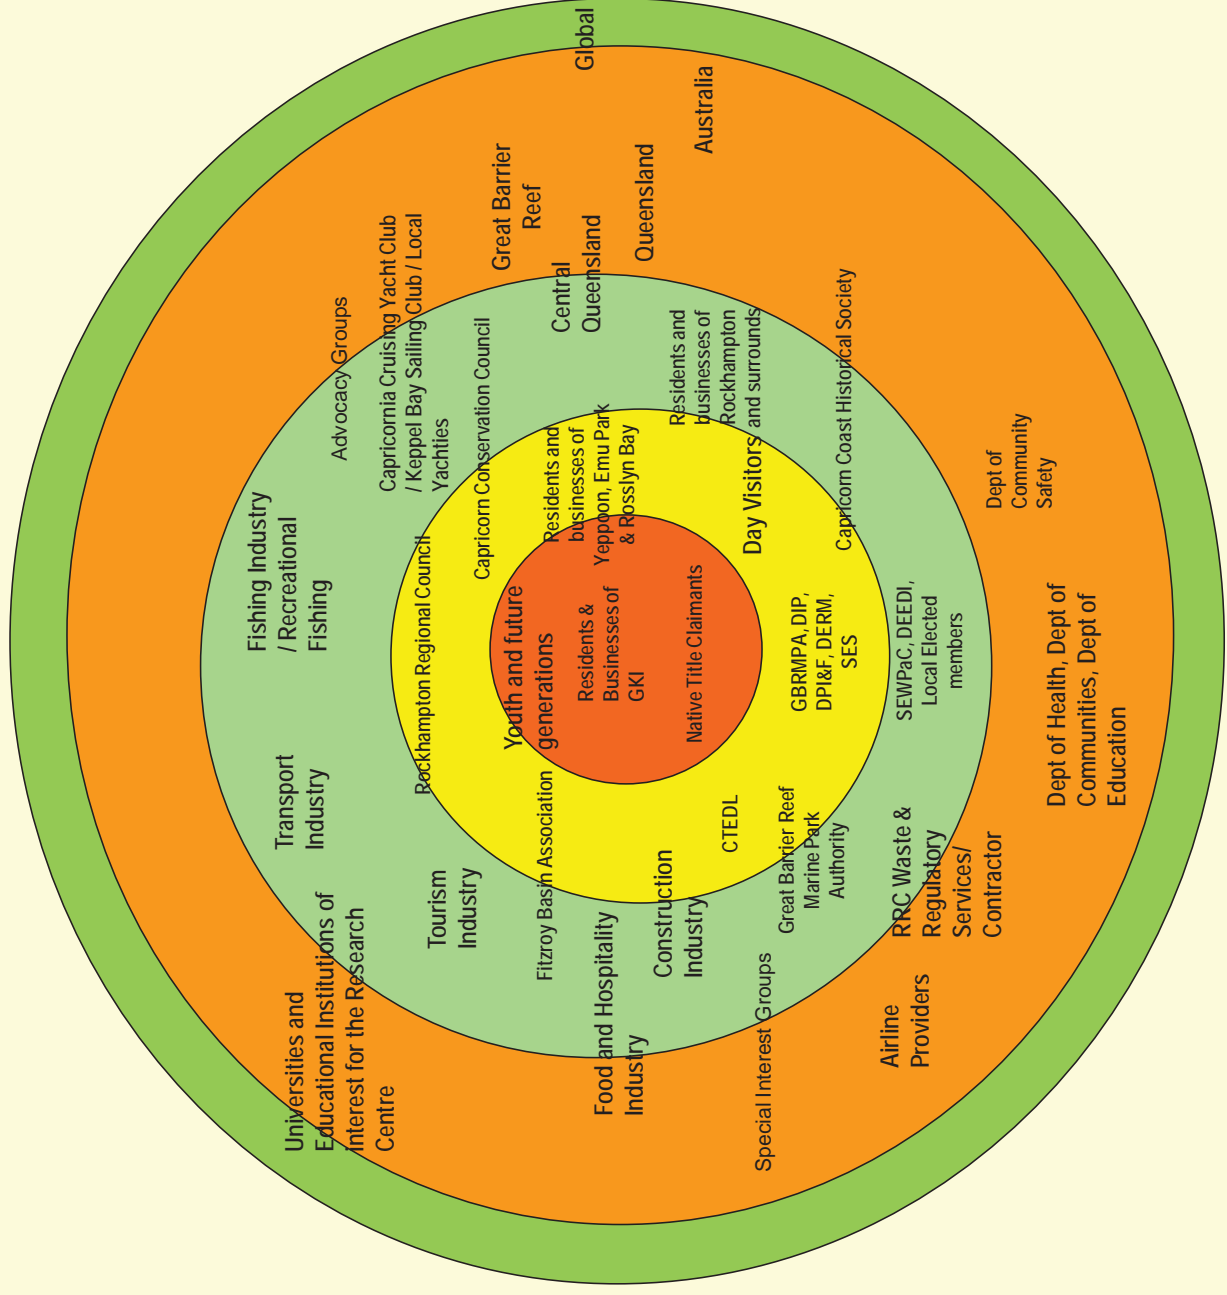 Fishing Industry
/ Recreational
Fishing
Transport
Industry
Universities and
Educational Institutions of
Interest for the Research
Centre
Advocacy Groups
Capricornia Cruising Yacht Club
/ Keppel Bay Sailing Club / Local
Yachties
Rockhampton Regional Council
Tourism
Industry
Capricorn Conservation Council
Great Barrier
Reef
Youth and future
generations
Fitzroy Basin Association
Residents and
businesses of
Yeppoon, Emu Park
& Rosslyn Bay
Central
Queensland
Global
Residents &
Businesses of
GKI
Food and Hospitality
Industry
Queensland
Construction
Industry
Residents and
businesses of
Rockhampton
and surrounds
Native Title Claimants
Australia
CTEDL
Day Visitors
Special Interest Groups
Great Barrier Reef
Marine Park
Authority
GBRMPA, DIP,
DPI&F, DERM,
SES
Capricorn Coast Historical Society
Airline
Providers
RRC Waste &
Regulatory
Services/
Contractor
SEWPaC, DEEDI,
Local Elected
members
Dept of
Community
Safety
Dept of Health, Dept of
Communities, Dept of
Education